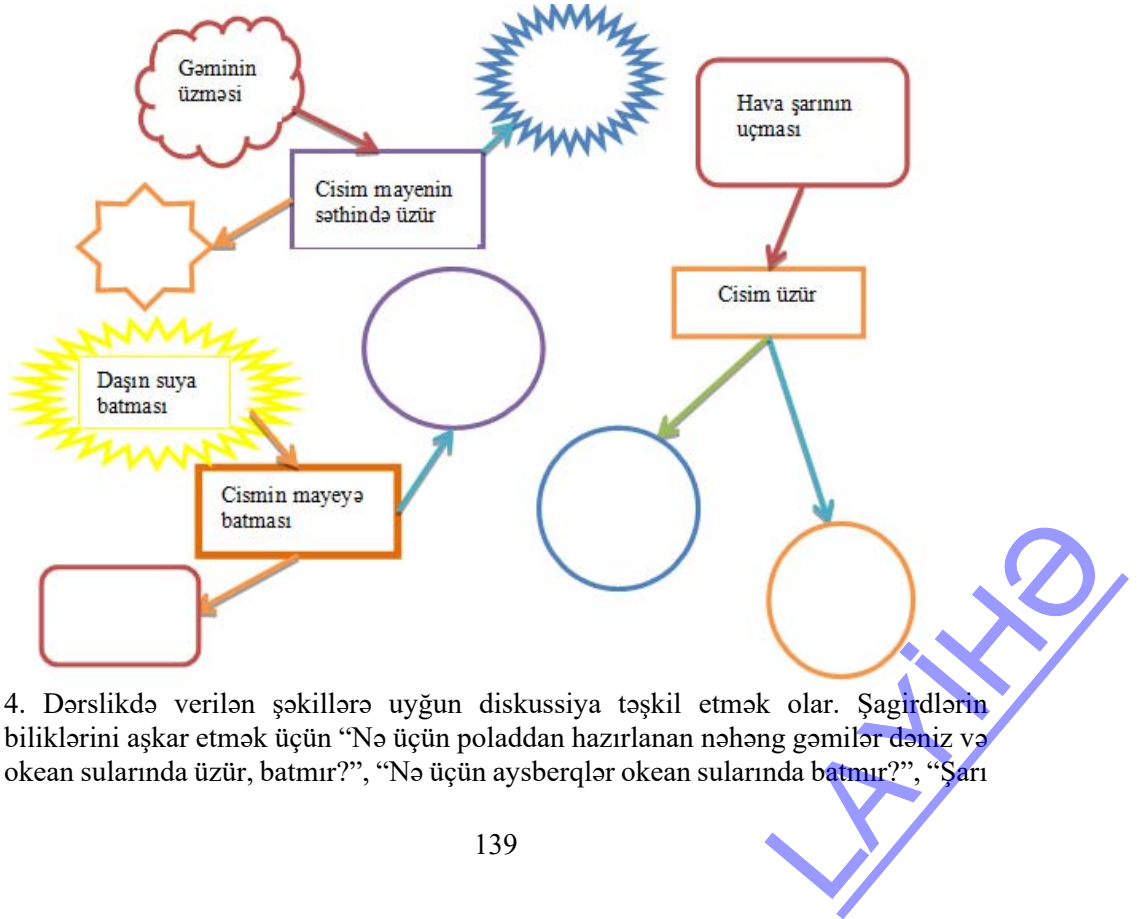 Gəminin
üzməsi
Hava şarının
uçması
Cisim mayenin
səthində üzür
Cisim üzür
Daşın suya
batması
Cismin mayeyə
batması
4. Dərslikdə verilən şəkillərə uyğun diskussiya təşkil etmək olar. Şagirdlərin
biliklərini aşkar etmək üçün “Nə üçün poladdan hazırlanan nəhəng gəmilər dəniz və
okean sularında üzür, batmır?”, “Nə üçün aysberqlər okean sularında batmır?”, “Şarı
139
LAYİHƏ